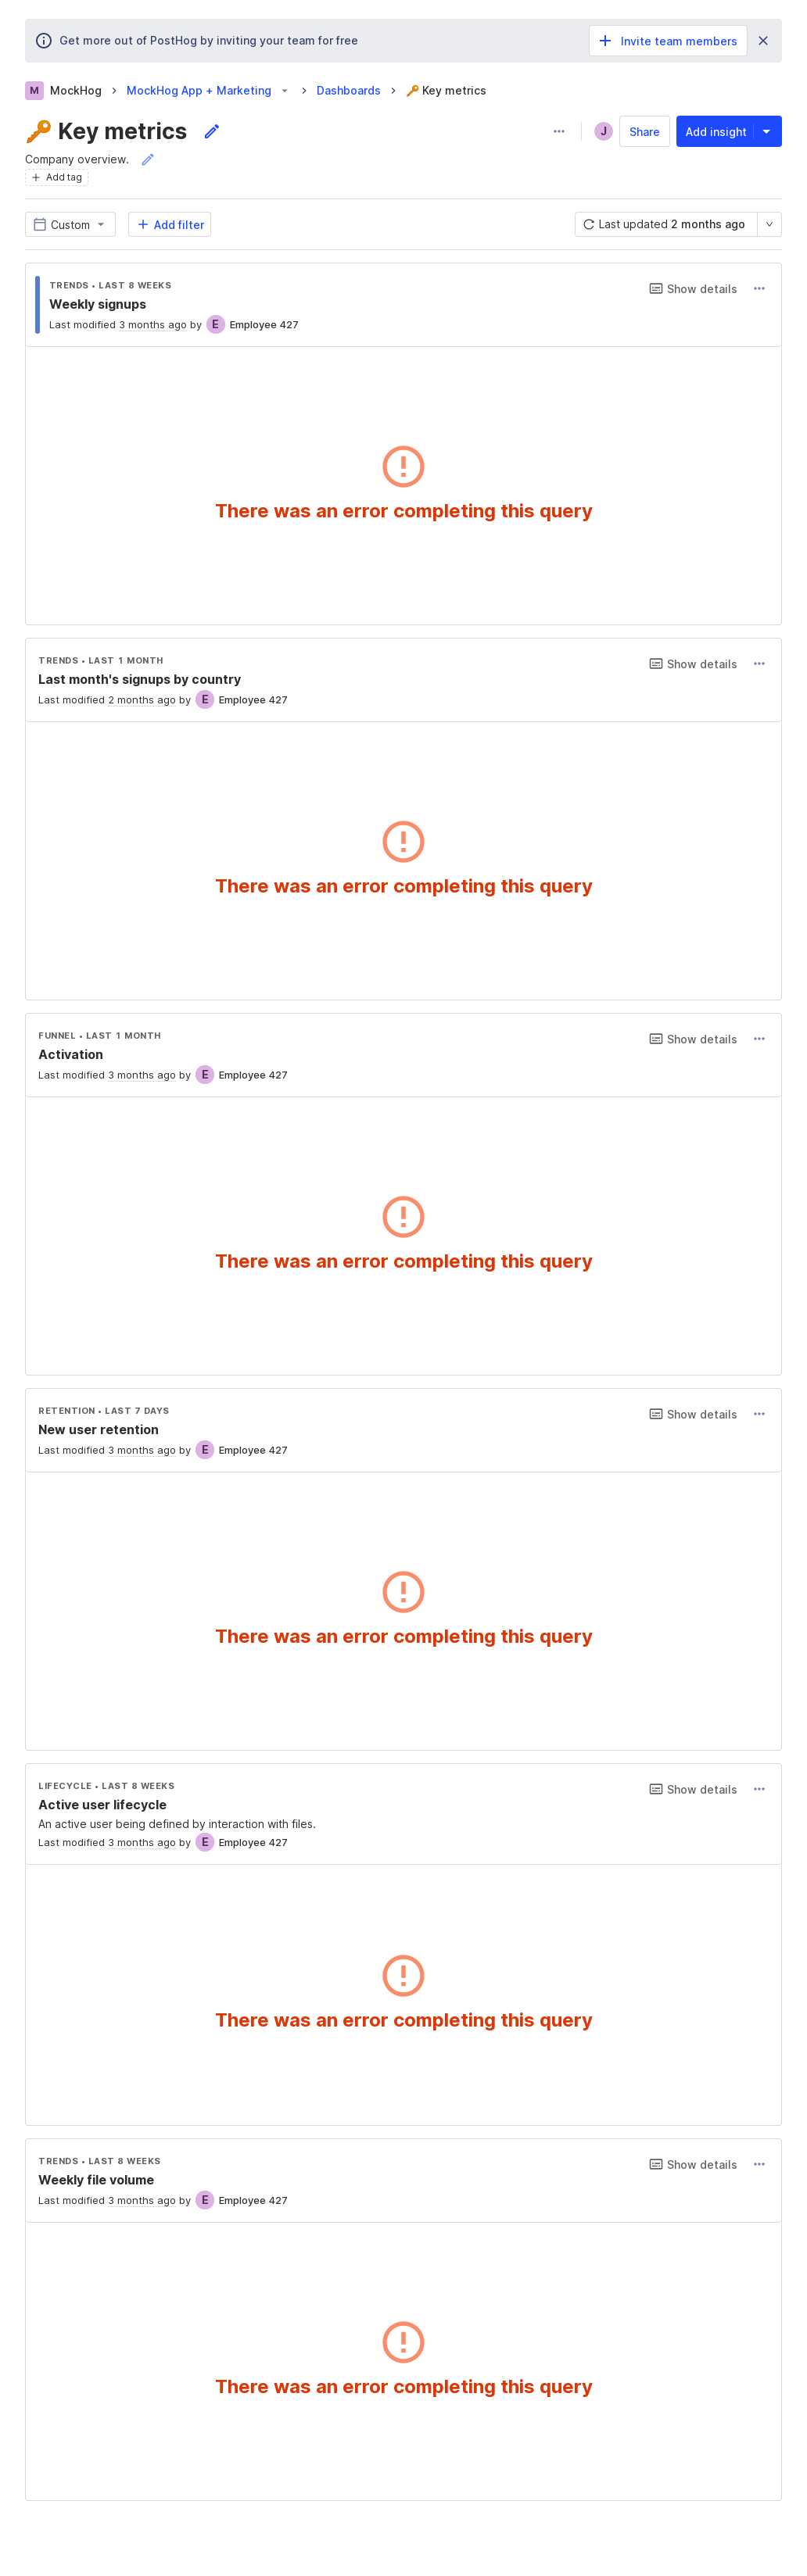 Get more out of PostHog by inviting your team for free
Invite team members
M MockHog
MockHog App + Marketing
Dashboards
Key metrics
Key metrics
J
Share
Add insight
Company overview.
Add tag
Custom
Add filter
Last updated 2 months ago
TRENDS • LAST 8 WEEKS
Show details
Weekly signups
Last modified 3 months ago by E Employee 427
There was an error completing this query
TRENDS • LAST 1 MONTH
Show details
Last month's signups by country
Last modified 2 months ago by E Employee 427
There was an error completing this query
FUNNEL • LAST 1 MONTH
Show details
Activation
Last modified 3 months ago by E Employee 427
There was an error completing this query
RETENTION • LAST 7 DAYS
Show details
New user retention
Last modified 3 months ago by E Employee 427
There was an error completing this query
LIFECYCLE • LAST 8 WEEKS
Show details
Active user lifecycle
An active user being defined by interaction with files.
Last modified 3 months ago by E Employee 427
There was an error completing this query
TRENDS • LAST 8 WEEKS
Show details
Weekly file volume
Last modified 3 months ago by E Employee 427
There was an error completing this query